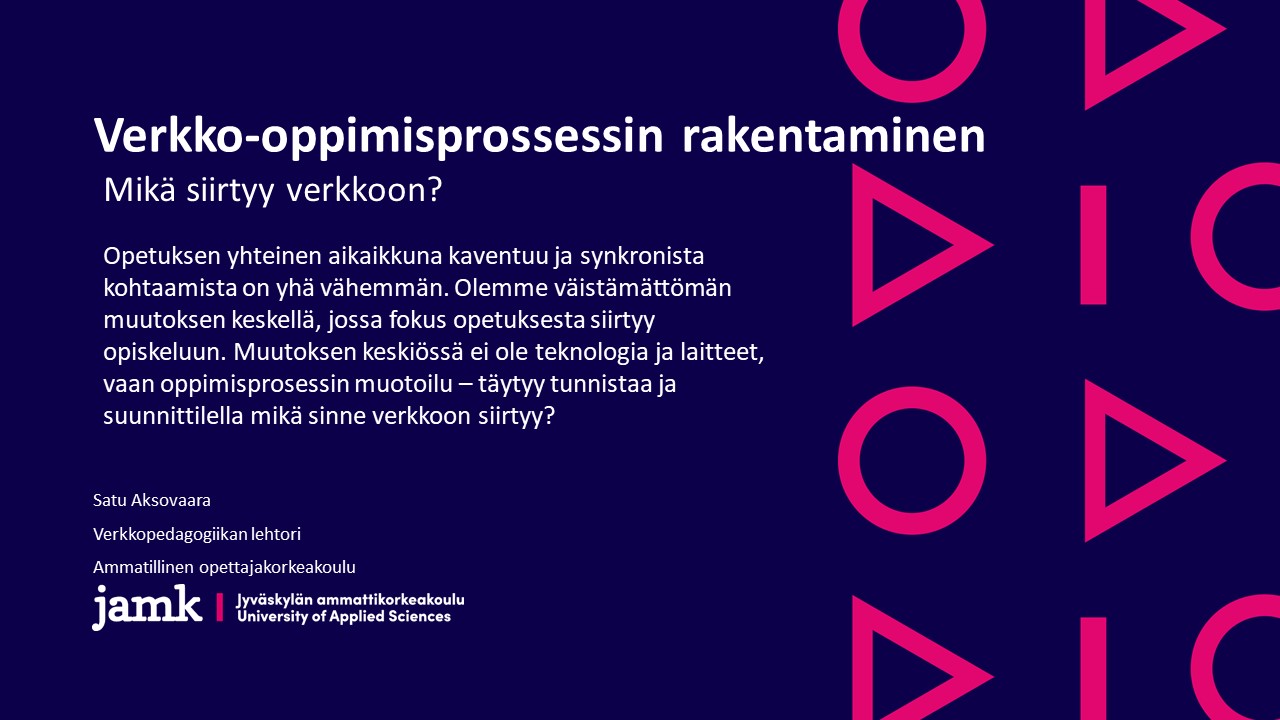 Verkko-oppimisprossessin rakentaminen
Mikä siirtyy verkkoon?
Opetuksen yhteinen aikaikkuna kaventuu ja synkronista
kohtaamista on yhä vähemmän. Olemme väistämättömän
muutoksen keskellä, jossa fokus opetuksesta siirtyy
opiskeluun. Muutoksen keskiössä ei ole teknologia ja laitteet,
vaan oppimisprosessin muotoilu – täytyy tunnistaa ja
suunnittilella mikä sinne verkkoon siirtyy?
Satu Aksovaara
Verkkopedagogiikan lehtori
Ammatillinen opettajakorkeakoulu
jamk | Jyväskylän ammattikorkeakoulu
University of Applied Sciences